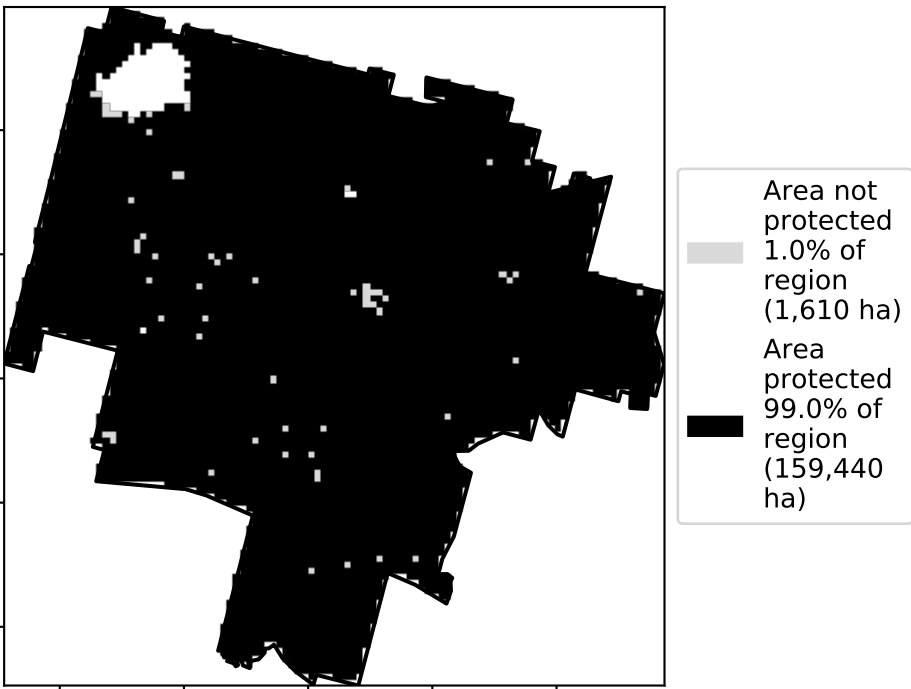 Area not
protected
1.0% of
region
(1,610 ha)
Area
protected
99.0% of
region
(159,440
ha)